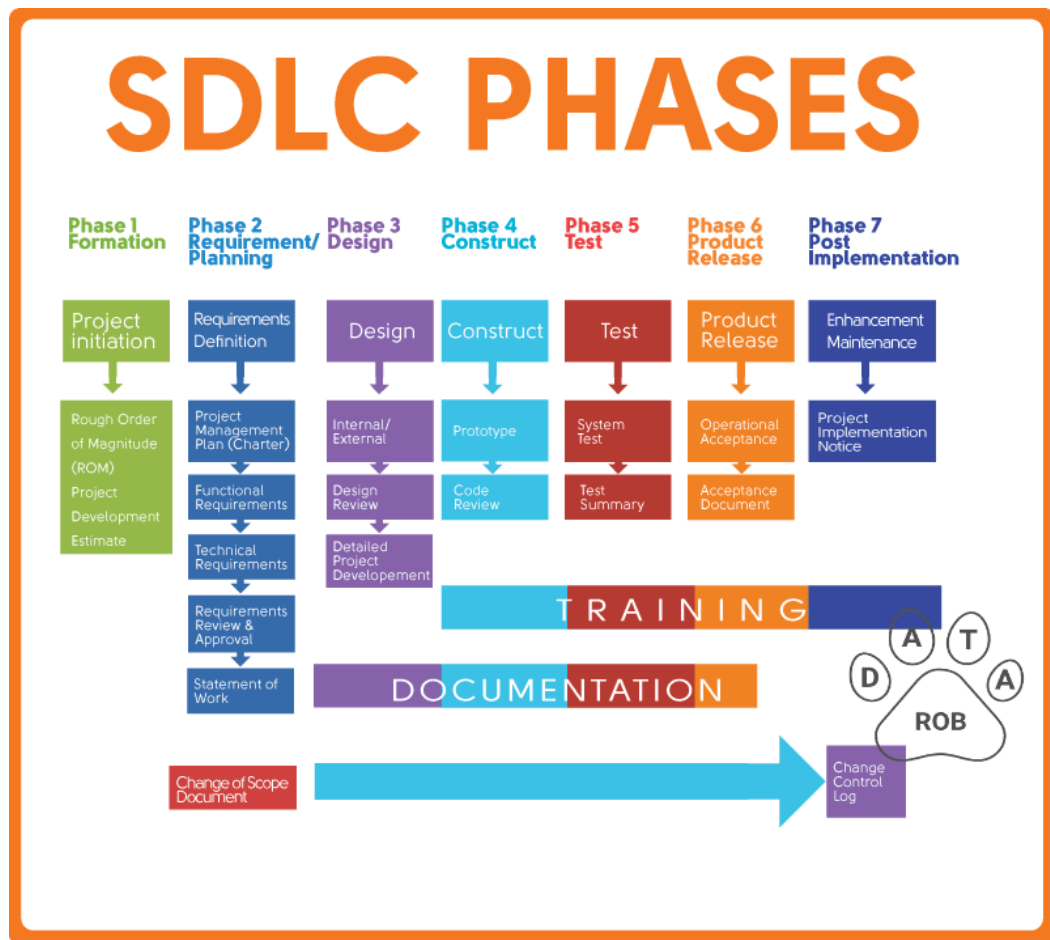 SDLC PHASES
Phase 1
Formation
Phase 2
Requirement/
Planning
Phase 3
Design
Phase 4
Construct
Phase 5
Test
Phase 6
Product
Release
Phase 7
Post
Implementation
Project
initiation
Requirements
Definition
Design
Construct
Test
Product
Release
Enhancement
Maintenance
Rough Order
of Magnitude
(ROM)
Project
Development
Estimate
Project
Management
Plan (Charter)
Functional
Requirements
Technical
Requirements
Requirements
Review &
Approval
Statement of
Work
Internal/
External
Design
Review
Detailed
Project
Developement
Prototype
Code
Review
System
Test
Test
Summary
Operational
Acceptance
Acceptance
Document
Project
Implementation
Notice
TRAINING
DOCUMENTATION
DATA
ROB
Change of Scope
Document
Change
Control
Log